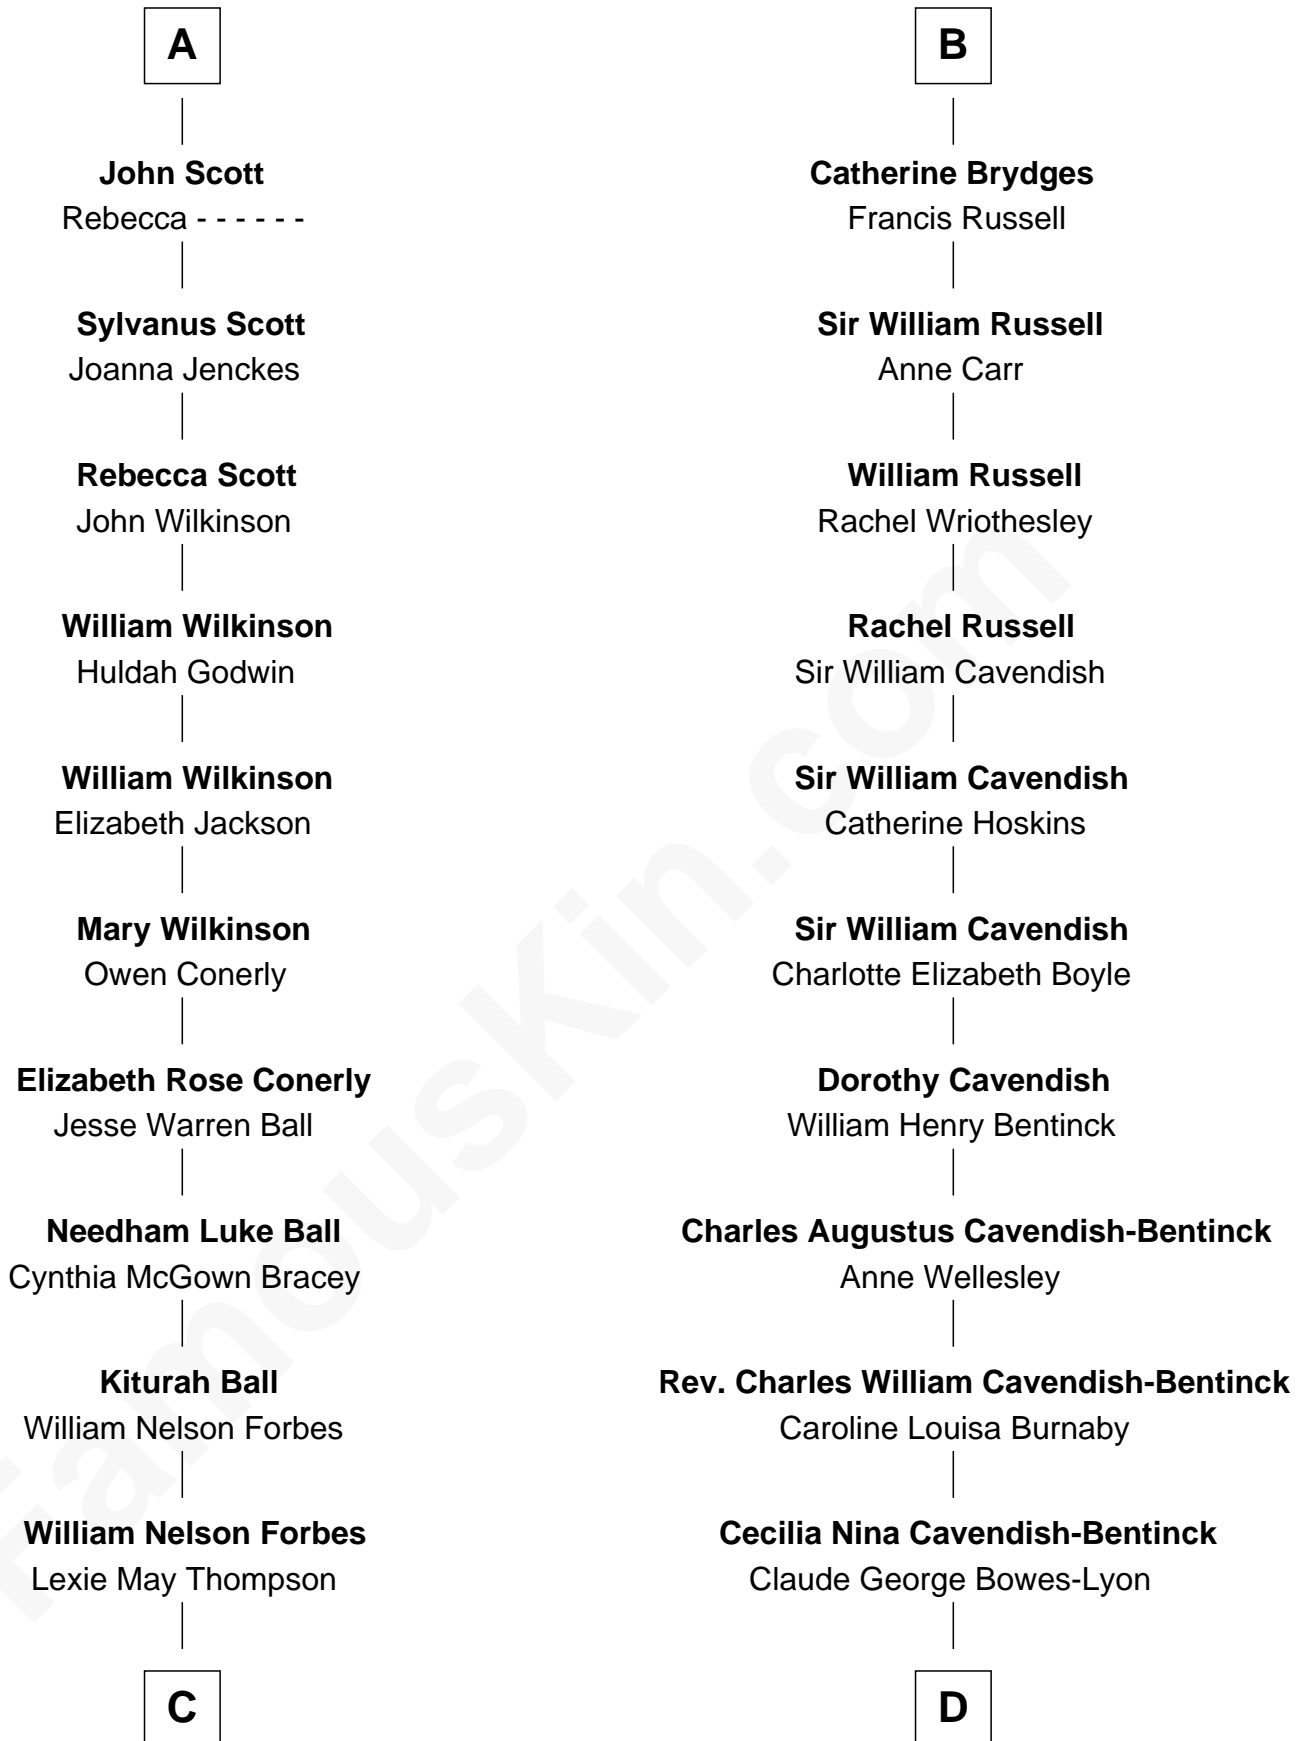 A
John Scott
Rebecca - - - - - -
Sylvanus Scott
Joanna Jenckes
Rebecca Scott
John Wilkinson
William Wilkinson
Huldah Godwin
William Wilkinson
Elizabeth Jackson
Mary Wilkinson
Owen Conerly
Elizabeth Rose Conerly
Jesse Warren Ball
Needham Luke Ball
Cynthia McGown Bracey
Kiturah Ball
William Nelson Forbes
William Nelson Forbes
Lexie May Thompson
C
B
Catherine Brydges
Francis Russell
Sir William Russell
Anne Carr
William Russell
Rachel Wriothesley
Rachel Russell
Sir William Cavendish
Sir William Cavendish
Catherine Hoskins
Sir William Cavendish
Charlotte Elizabeth Boyle
Dorothy Cavendish
William Henry Bentinck
Charles Augustus Cavendish-Bentinck
Anne Wellesley
Rev. Charles William Cavendish-Bentinck
Caroline Louisa Burnaby
Cecilia Nina Cavendish-Bentinck
Claude George Bowes-Lyon
D
FamousKin.com